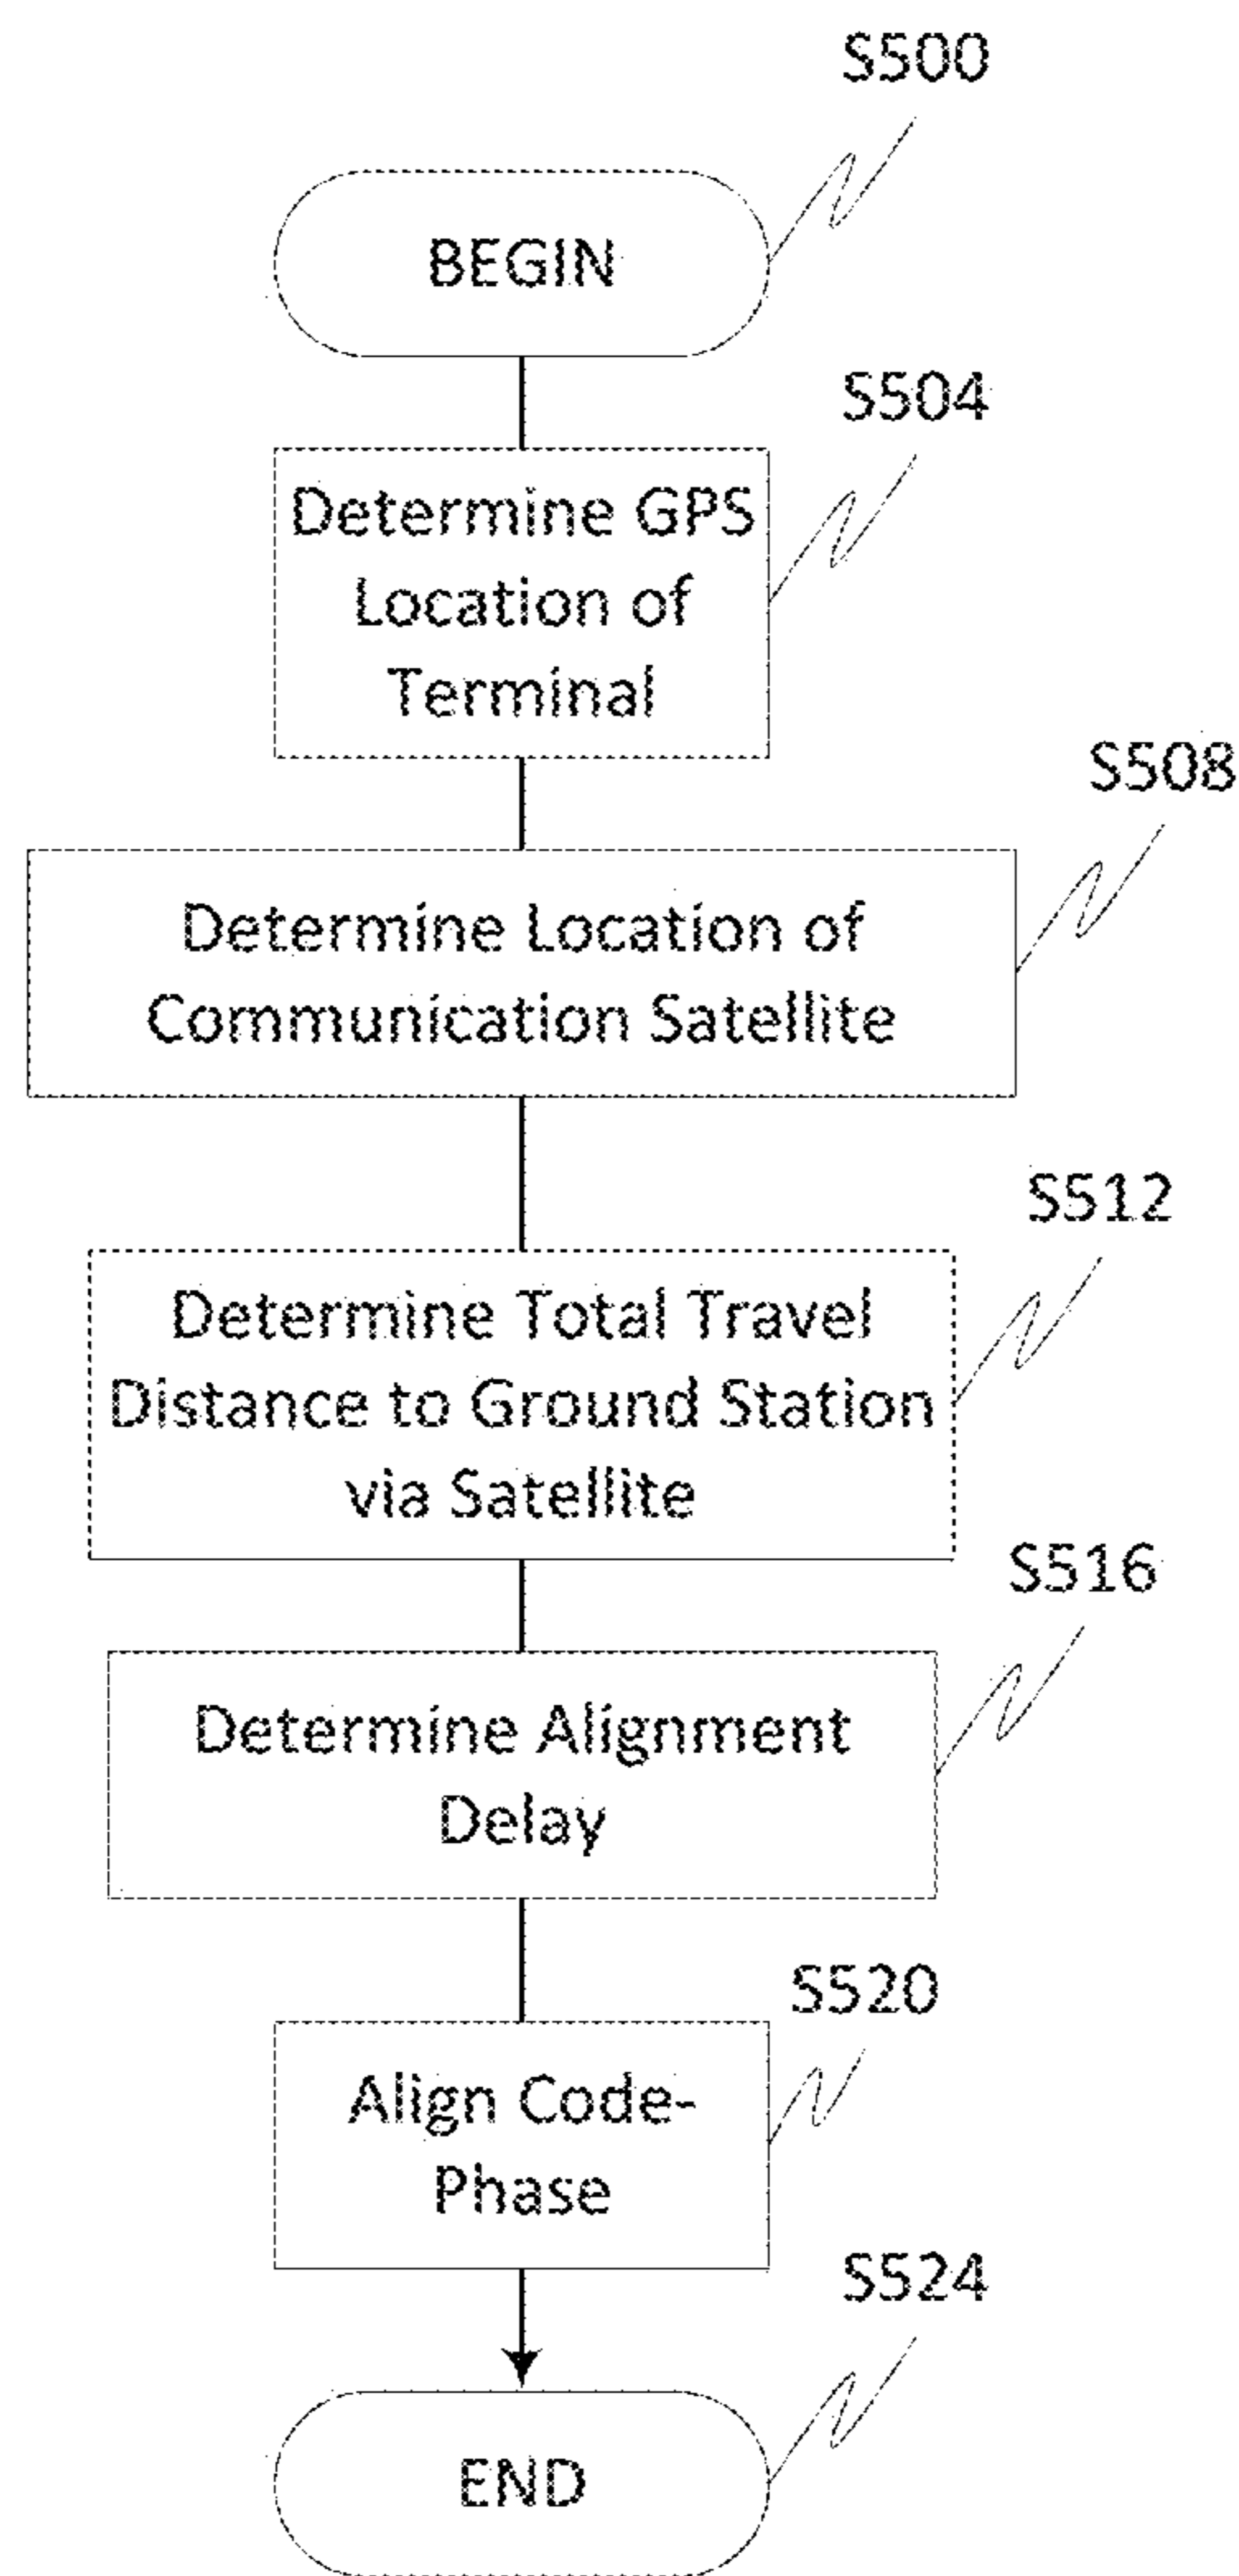 S500
BEGIN
S504
Determine GPS
Location of
Terminal
S508
Determine Location of
Communication Satellite
S512
Determine Total Travel
Distance to Ground Station
via Satellite
S516
Determine Alignment
Delay
S520
Align Code-
Phase
S524
END